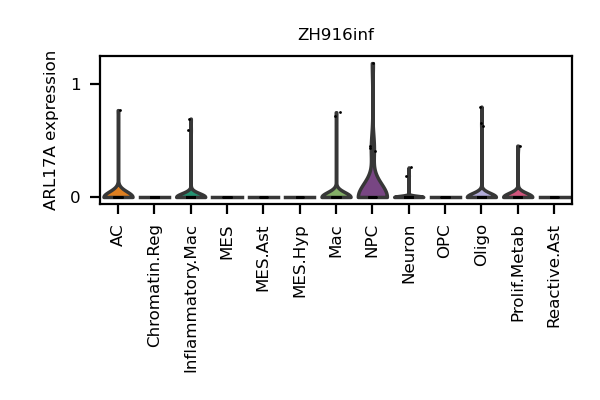 ZH916inf
ARL17A expression
1
0
AC
Chromatin.Reg
Inflammatory.Mac
MES
MES.Ast
MES.Hyp
Mac
NPC
Neuron
OPC
Oligo
Prolif.Metab
Reactive.Ast